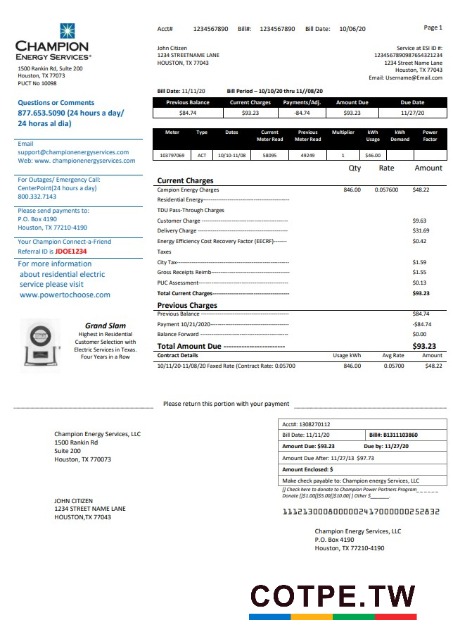 Acct# 1234567890 Bill#: 1234567890 Bill Date: 10/06/20 Page 1
CHAMPION
ENERGY SERVICES
1500 Rankin Rd, Suite 200
Houston, TX 77073
PUCT No 10098
John Citizen
1234 STREETNAME LANE
HOUSTON, TX 77043
Service at ESI ID #:
1234567890987654321234
1234 Street Name Lane
Houston, TX 77043
Email: Username@Email.com
Bill Date: 11/11/20 Bill Period – 10/10/20 thro 11//08/20
Previous Balance Current Charges Payments/Adj. Amount Due Due Date
$84.74 $93.23 -84.74 $93.23 11/27/20
Questions or Comments
877.653.5090 (24 hours a day/
24 horas al dia)
Email
support@championenergyservices.com
Web: www. championenergyservices.com
For Outages/ Emergency Call:
CenterPoint(24 hours a day)
800.332.7143
Please send payments to:
P.O. Box 4190
Houston, TX 77210-4190
Your Champion Connect-a-Friend
Referral ID is JDOE1234
For more information
about residential electric
service please visit
www.powertochoose.com
Grand Slam
Highest in Residential
Customer Selection with
Electric Services in Texas.
Four Years in a Row
Meter Type Dates Current Meter Read Previous Meter Read Multiplier kWh Usage kWh Demand Power Factor
103797069 ACT 10/10-11/08 58095 49249 1 $46.00
Qty Rate Amount
Current Charges
Campion Energy Charges 846.00 0.057600 $48.22
Residential Energy
TDU Pass-Through Charges
Customer Charge $9.63
Delivery Charge $31.69
Energy Efficiency Cost Recovery Factor (EECRF) $0.42
Taxes
City Tax $1.59
Gross Receipts Reimb $1.55
PUC Assessment $0.13
Total Current Charges $93.23
Previous Charges
Previous Balance $84.74
Payment 10/21/2020 -$84.74
Balance Forward $0.00
Total Amount Due $93.23
Contract Details Usage kWh Avg Rate Amount
10/11/20-11/08/20 Foxed Rate (Contract Rate: 0.05700 846.00 0.05700 $48.22
Please return this portion with your payment
Champion Energy Services, LLC
1500 Rankin Rd
Suite 200
Houston, TX 770073
Acct#: 1308270112
Bill Date: 11/11/20 Bill#: B1311103860
Amount Due: $93.23 Due by: 11/27/20
Amount Due After: 11/27/13 $97.73
Amount Enclosed: $
Make check payable to: Champion energy Services, LLC
[] Check here to donate to Champion Power Partners Program______
Donate []$1.00[]$5.00[]$10.00[] Other $______.
JOHN CITIZEN
1234 STREET NAME LANE
HOUSTON,TX 77043
Champion Energy Services, LLC
P.O. Box 4190
Houston, TX 77210-4190
COTPE.TW